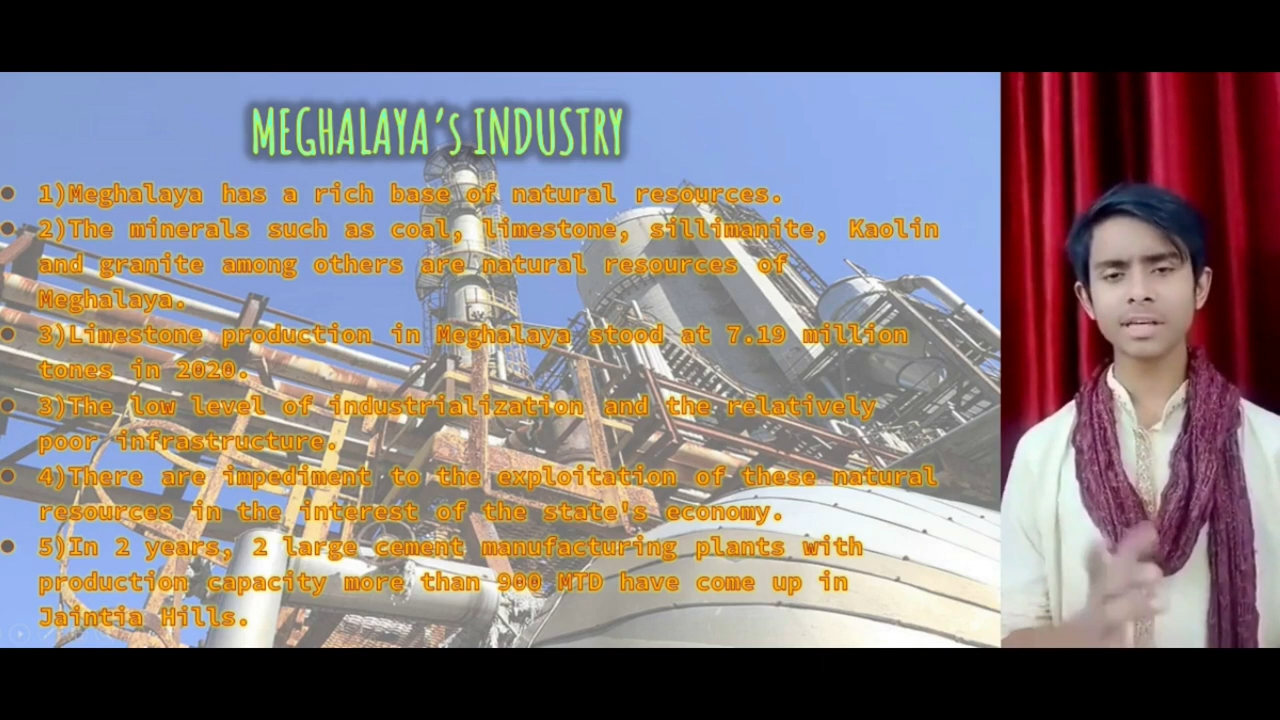 MEGHALAYA’s INDUSTRY
1)Meghalaya has a rich base of natural resources.
2)The minerals such as coal, limestone, sillimanite, Kaolin
and granite among others are natural resources of
Meghalaya.
3)Limestone production in Meghalaya stood at 7.19 million
tones in 2020.
3)The low level of industrialization and the relatively
poor infrastructure.
4)There are impediment to the exploitation of these natural
resources in the interest of the state's economy.
5)In 2 years, 2 large cement manufacturing plants with
production capacity more than 900 MTD have come up in
Jaintia Hills.